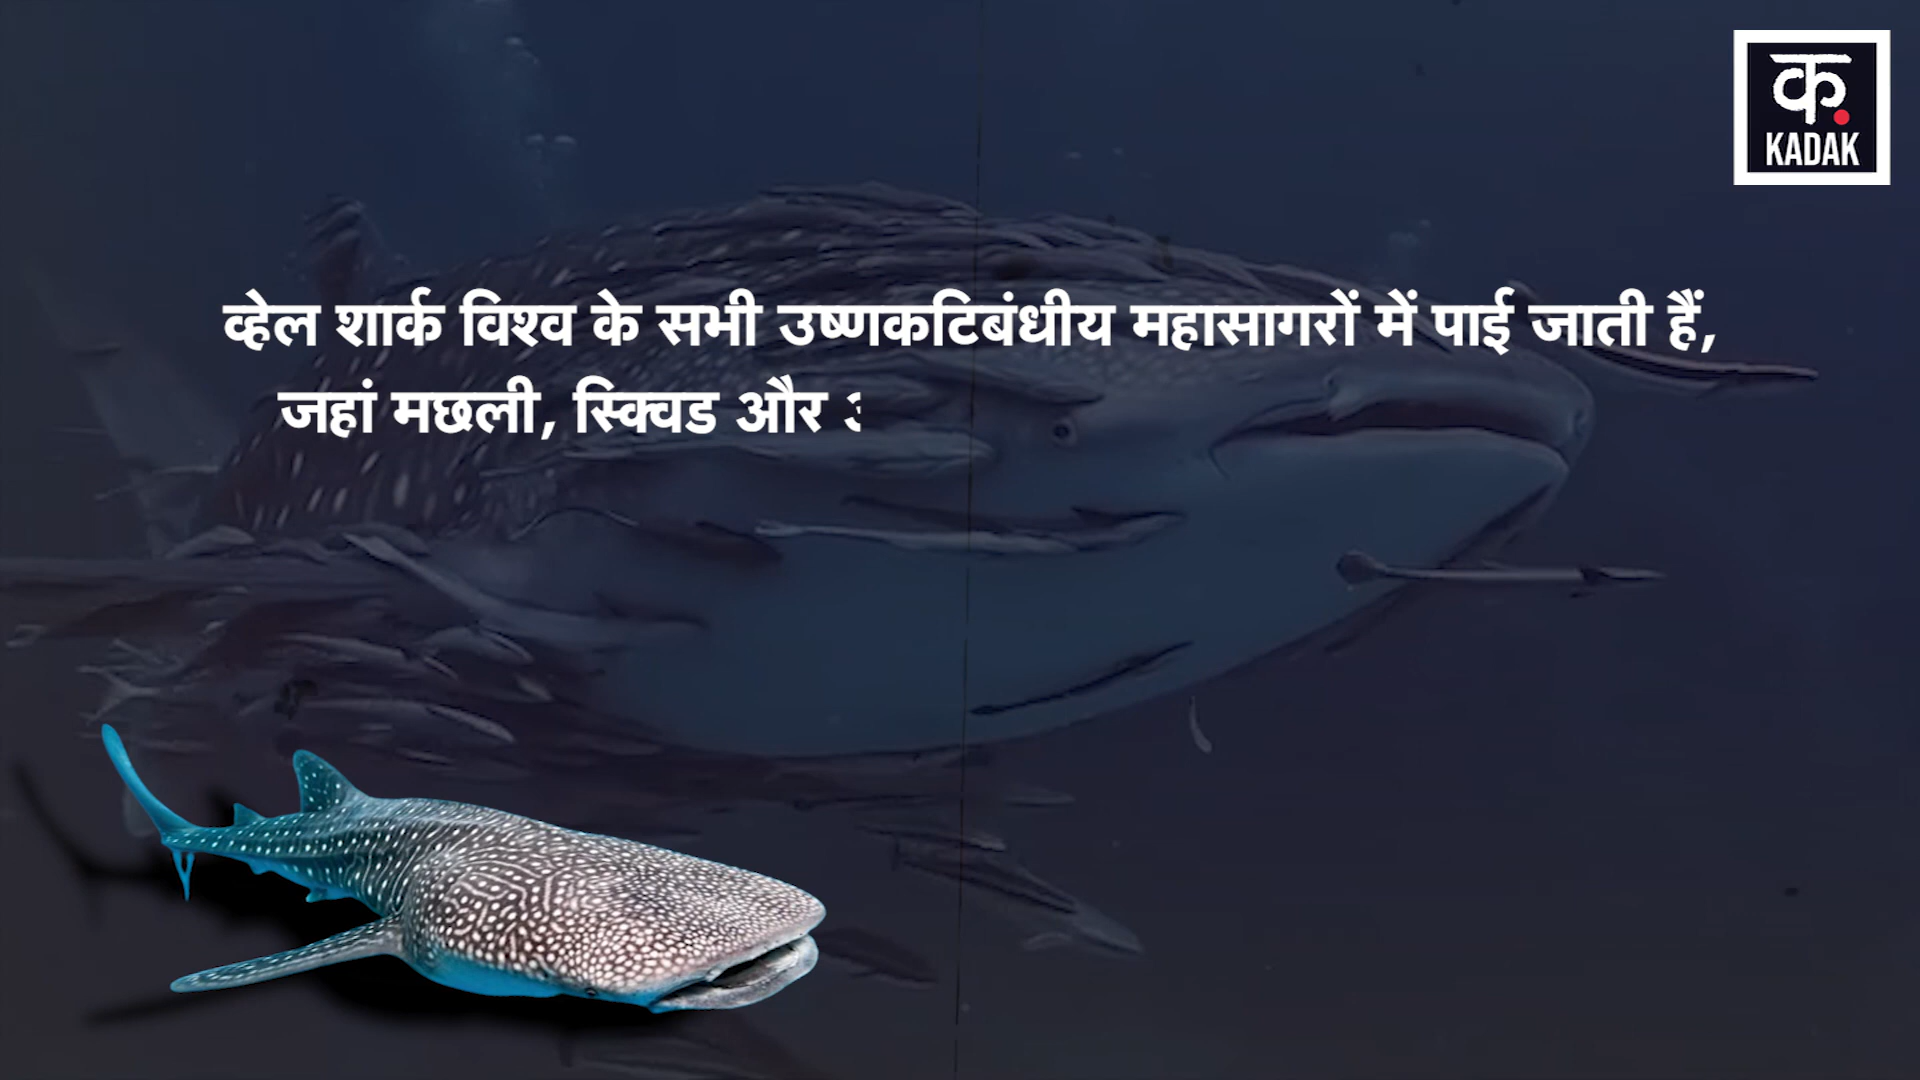 क
KADAK
व्हेल शार्क विश्व के सभी उष्णकटिबंधीय महासागरों में पाई जाती हैं,
जहां मछली, स्क्विड और